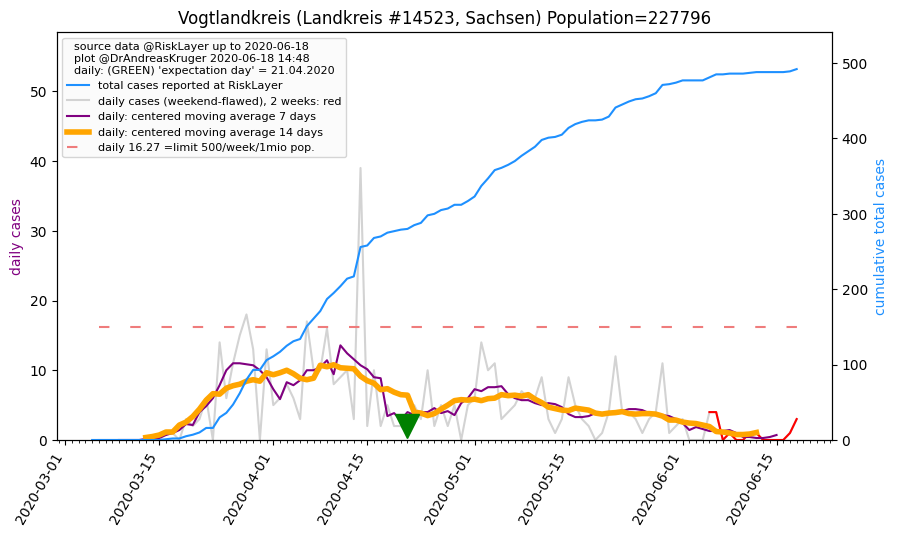 Vogtlandkreis (Landkreis #14523, Sachsen) Population=227796
source data @RiskLayer up to 2020-06-18
plot @DrAndreasKruger 2020-06-18 14:48
daily: (GREEN) 'expectation day' = 21.04.2020
total cases reported at RiskLayer
daily cases (weekend-flawed), 2 weeks: red
daily: centered moving average 7 days
daily: centered moving average 14 days
daily 16.27 =limit 500/week/1mio pop.
daily cases
50
40
30
20
10
0
500
400
300
200
100
0
cumulative total cases
2020-03-01
2020-03-15
2020-04-01
2020-04-15
2020-05-01
2020-05-15
2020-06-01
2020-06-15